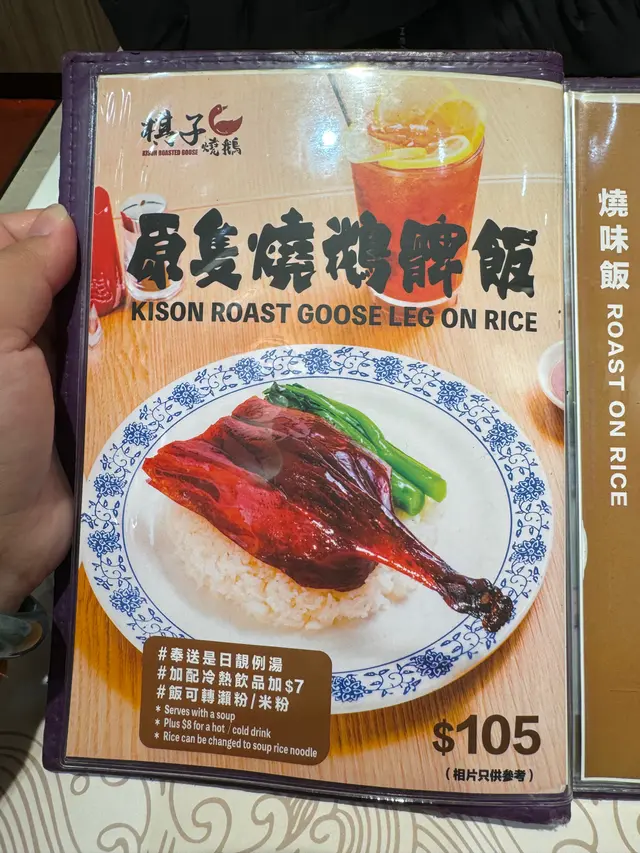 棋子
燒鵝
KISON ROASTED GOOSE
原隻燒鵝髀飯
KISON ROAST GOOSE LEG ON RICE
#奉送是日靚例湯
#加配冷熱飲品加$7
#飯可轉瀨粉/米粉
* Serves with a soup
* Plus $8 for a hot / cold drink
* Rice can be changed to soup rice noodle
$105
(相片只供參考)
燒味飯 ROAST ON RICE